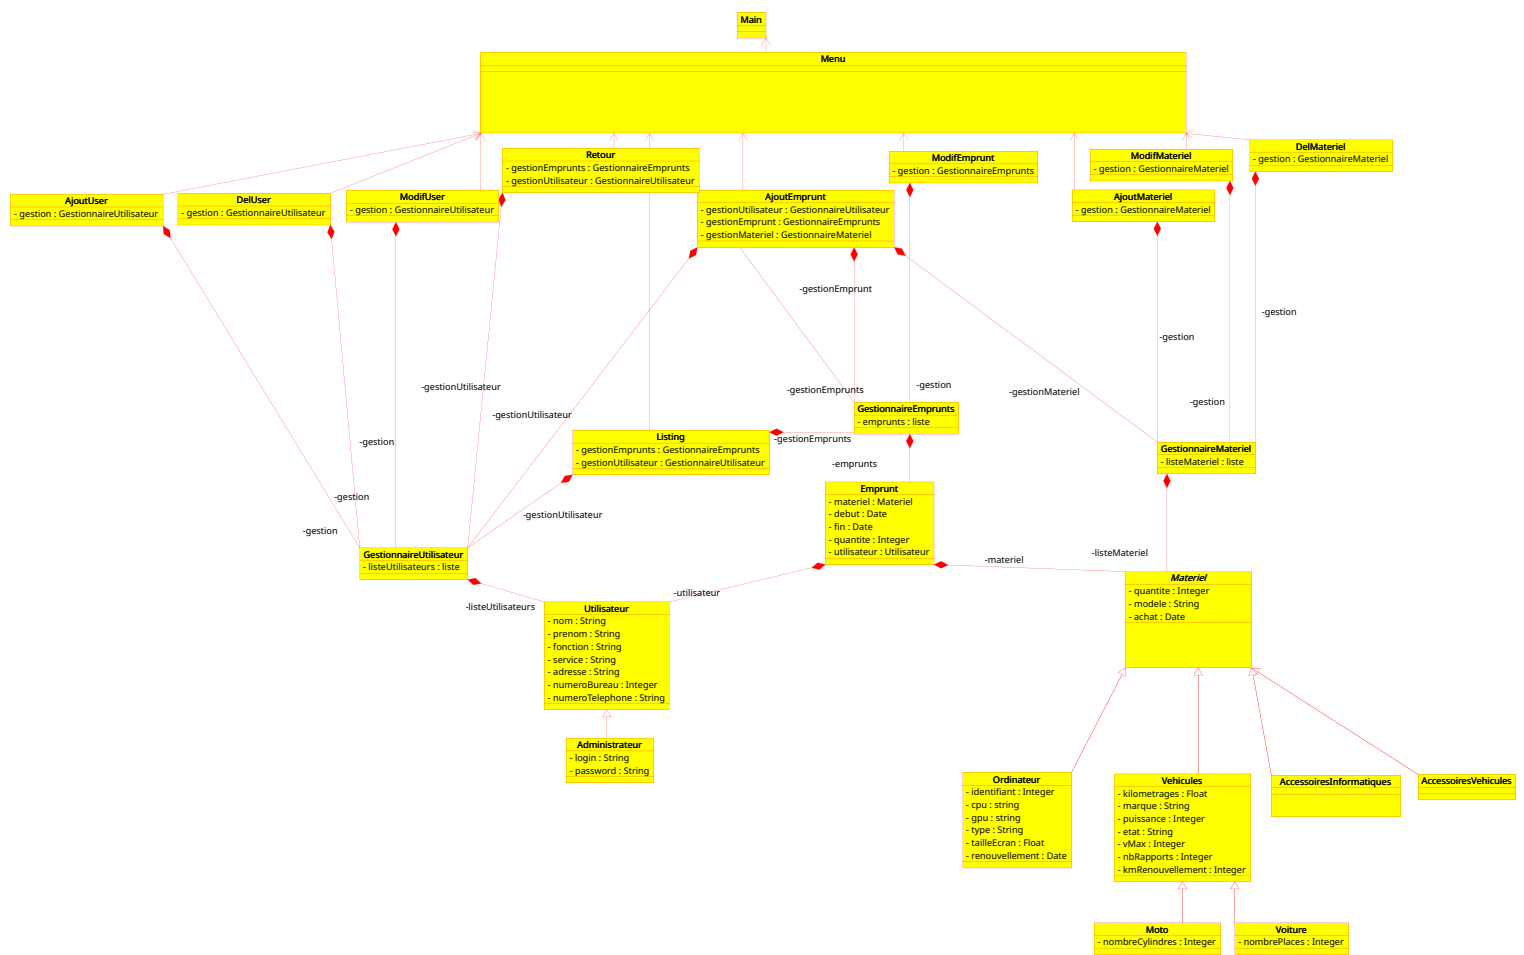 Main
Menu
AjoutUser
- gestion : GestionnaireUtilisateur
DelUser
- gestion : GestionnaireUtilisateur
ModifUser
- gestion : GestionnaireUtilisateur
Retour
- gestionEmprunts : GestionnaireEmprunts
- gestionUtilisateur : GestionnaireUtilisateur
AjoutEmprunt
- gestionUtilisateur : GestionnaireUtilisateur
- gestionEmprunt : GestionnaireEmprunts
- gestionMateriel : GestionnaireMateriel
ModifEmprunt
- gestion : GestionnaireEmprunts
AjoutMateriel
- gestion : GestionnaireMateriel
ModifMateriel
- gestion : GestionnaireMateriel
DelMateriel
- gestion : GestionnaireMateriel
-gestionEmprunt
-gestion
-gestion
-gestionUtilisateur
-gestionEmprunts
-gestion
-gestionMateriel
-gestion
-gestionUtilisateur
-gestion
GestionnaireEmprunts
- emprunts : liste
Listing
- gestionEmprunts : GestionnaireEmprunts
- gestionUtilisateur : GestionnaireUtilisateur
-gestionEmprunts
-emprunts
GestionnaireMateriel
- listeMateriel : liste
-gestion
-gestion
-gestionUtilisateur
Emprunt
- materiel : Materiel
- debut : Date
- fin : Date
- quantite : Integer
- utilisateur : Utilisateur
GestionnaireUtilisateur
- listeUtilisateurs : liste
-listeMateriel
-materiel
-utilisateur
-listeUtilisateurs
Materiel
- quantite : Integer
- modele : String
- achat : Date
Utilisateur
- nom : String
- prenom : String
- fonction : String
- service : String
- adresse : String
- numeroBureau : Integer
- numeroTelephone : String
Administrateur
- login : String
- password : String
Ordinateur
- identifiant : Integer
- cpu : string
- gpu : string
- type : String
- tailleEcran : Float
- renouvellement : Date
Vehicules
- kilometrages : Float
- marque : String
- puissance : Integer
- etat : String
- vMax : Integer
- nbRapports : Integer
- kmRenouvellement : Integer
AccessoiresInformatiques
AccessoiresVehicules
Moto
- nombreCylindres : Integer
Voiture
- nombrePlaces : Integer